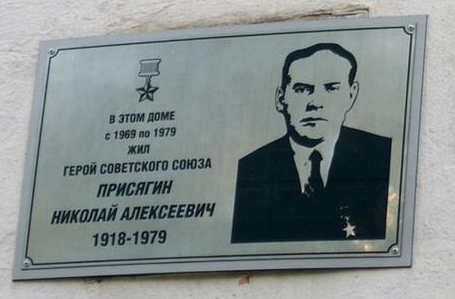 В ЭТОМ ДОМЕ
с 1969 по 1979
ЖИЛ
ГЕРОЙ СОВЕТСКОГО СОЮЗА
ПРИСЯГИН
НИКОЛАЙ АЛЕКСЕЕВИЧ
1918-1979